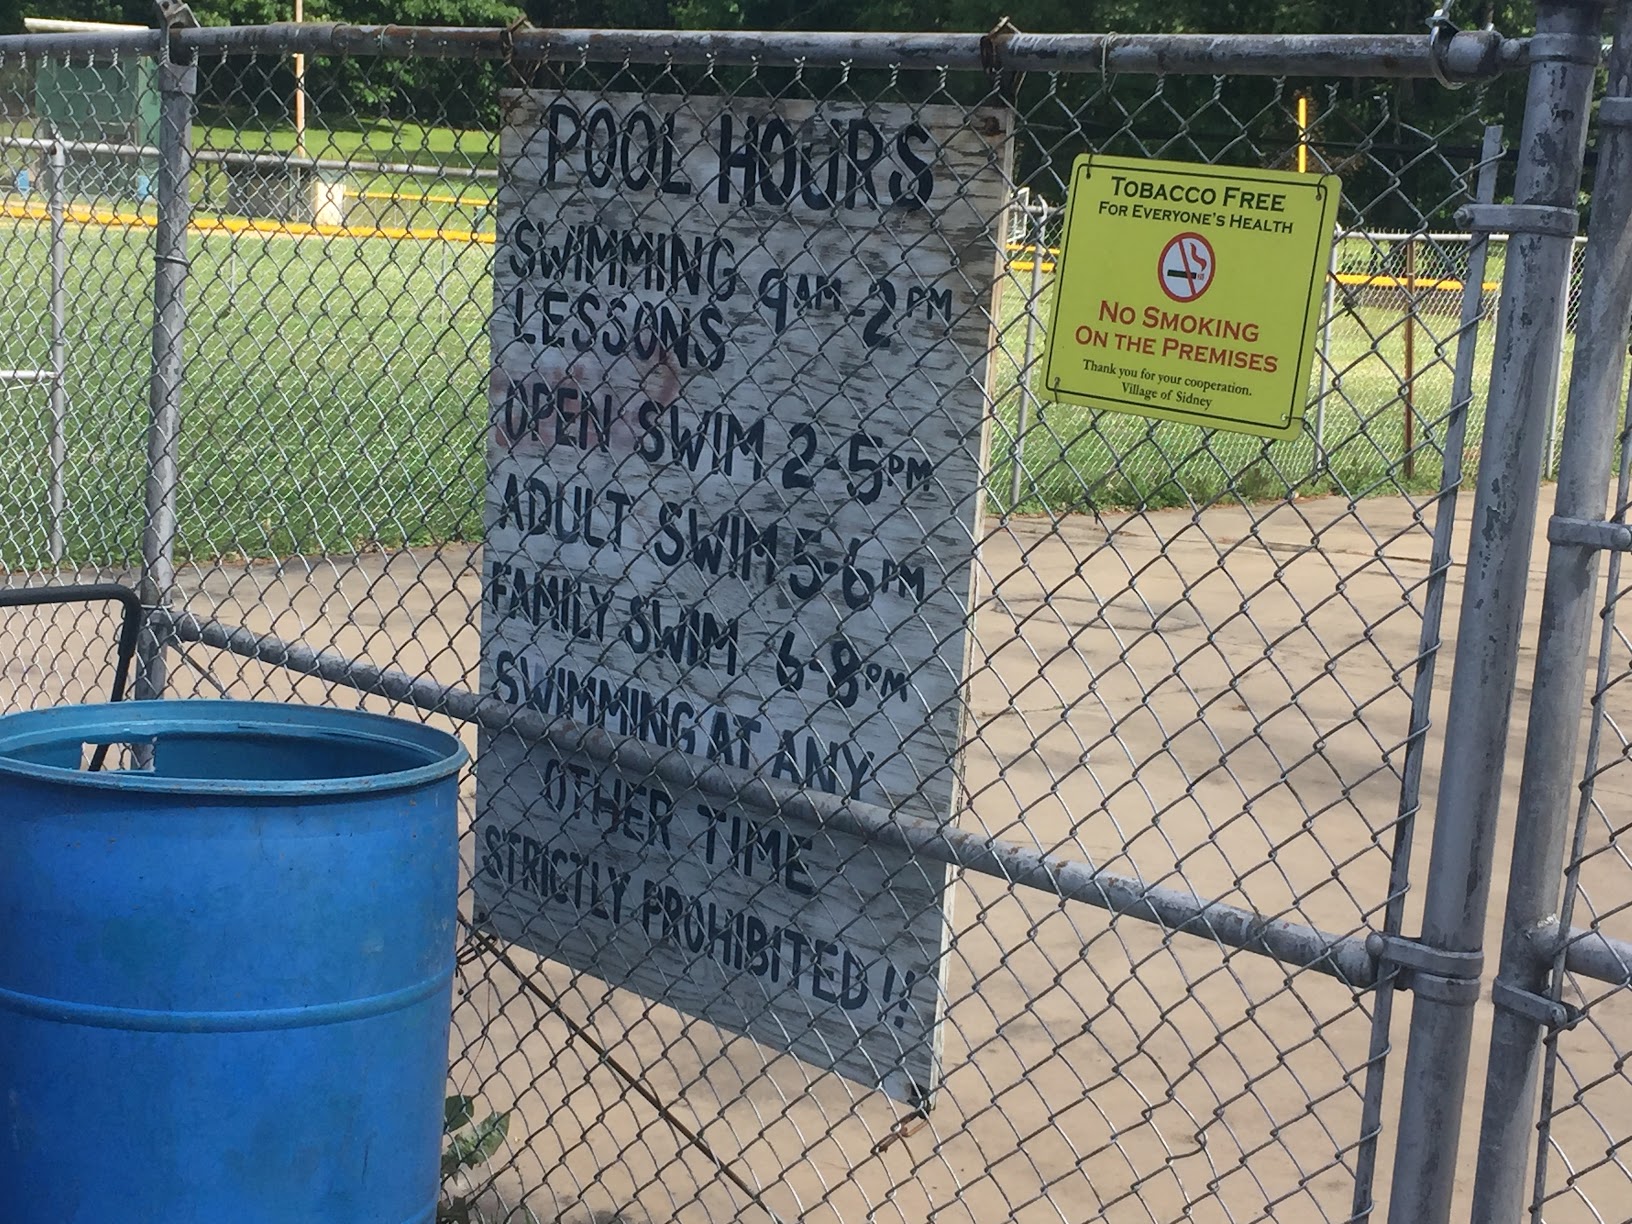 POOL HOURS
SWIMMING LESSONS 9AM-2PM
OPEN SWIM 2-5PM
ADULT SWIM 5-6PM
FAMILY SWIM 6-8PM
SWIMMING AT ANY
OTHER TIME
STRICTLY PROHIBITED!!
TOBACCO FREE
FOR EVERYONE'S HEALTH
NO SMOKING
ON THE PREMISES
Thank you for your cooperation.
Village of Sidney